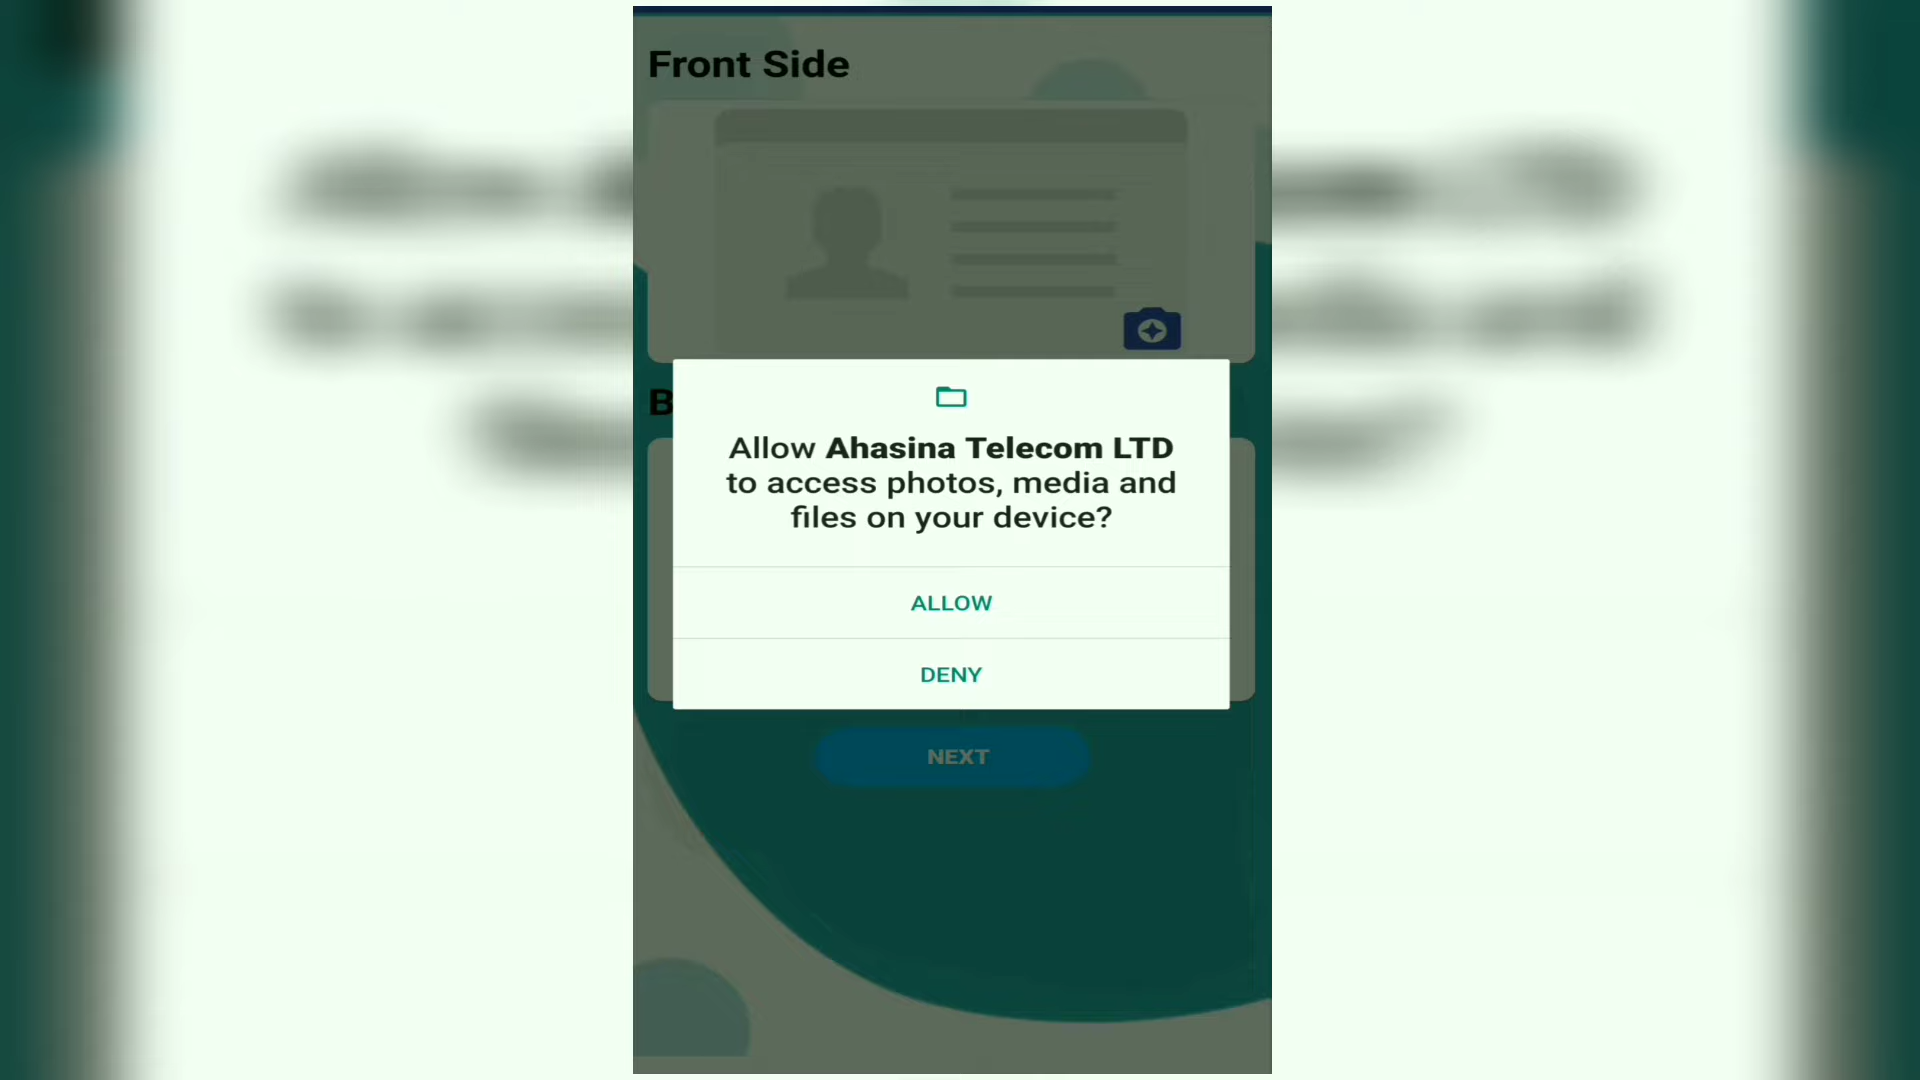 Front Side
B
Allow Ahasina Telecom LTD
to access photos, media and
files on your device?
ALLOW
DENY
NEXT